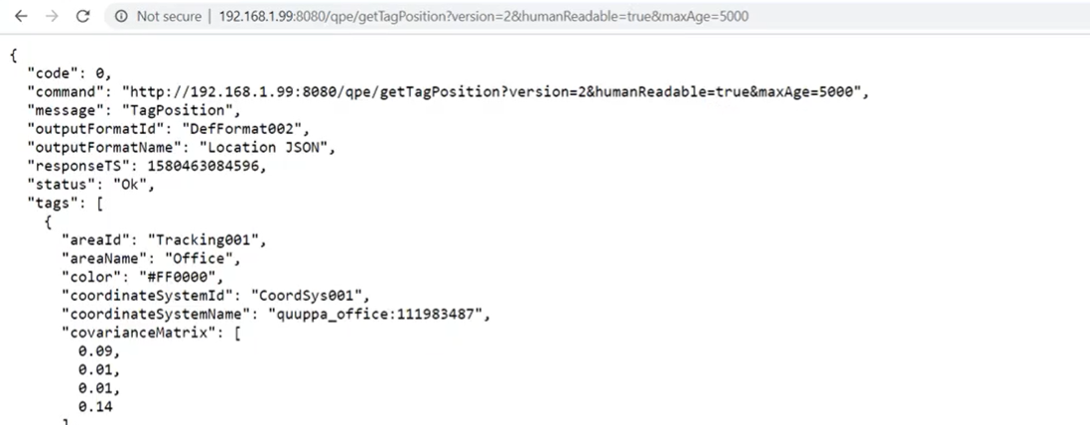 Not secure | 192.168.1.99:8080/qpe/getTagPosition?version=2&humanReadable=true&maxAge=5000
{
  "code": 0,
  "command": "http://192.168.1.99:8080/qpe/getTagPosition?version=2&humanReadable=true&maxAge=5000",
  "message": "TagPosition",
  "outputFormatId": "DefFormat002",
  "outputFormatName": "Location JSON",
  "responseTS": 1580463084596,
  "status": "Ok",
  "tags": [
    {
      "areaId": "Tracking001",
      "areaName": "Office",
      "color": "#FF0000",
      "coordinateSystemId": "CoordSys001",
      "coordinateSystemName": "quuppa_office:111983487",
      "covarianceMatrix": [
        0.09,
        0.01,
        0.01,
        0.14
      ]